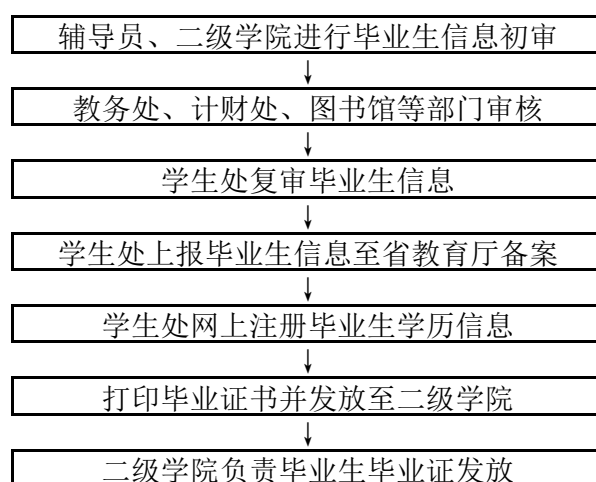 辅导员、二级学院进行毕业生信息初审
教务处、计财处、图书馆等部门审核
学生处复审毕业生信息
学生处上报毕业生信息至省教育厅备案
学生处网上注册毕业生学历信息
打印毕业证书并发放至二级学院
二级学院负责毕业生毕业证发放